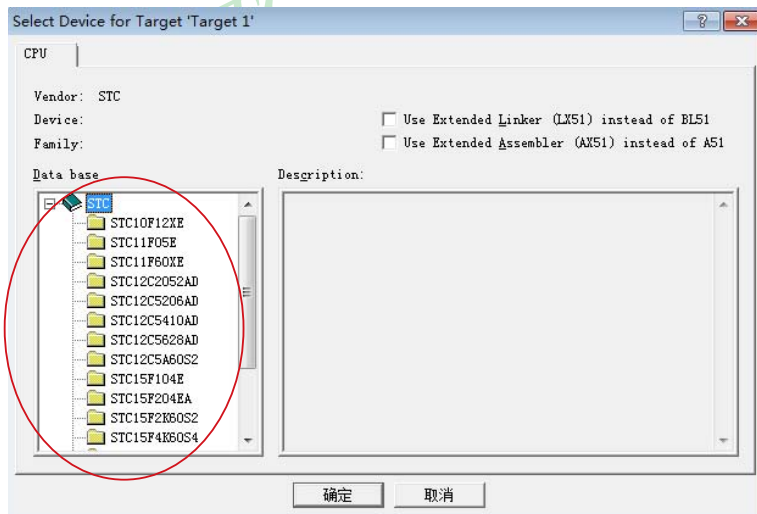 Select Device for Target 'Target 1'
CPU
Vendor: STC
Device:
Use Extended Linker (LX51) instead of BL51
Family:
Use Extended Assembler (AX51) instead of A51
Data base
Description:
STC
STC10F12XE
STC11F05E
STC11F60XE
STC12C2052AD
STC12C5206AD
STC12C5410AD
STC12C5628AD
STC12C5A60S2
STC15F104E
STC15F204EA
STC15F2K60S2
STC15F4K60S4
确定
取消